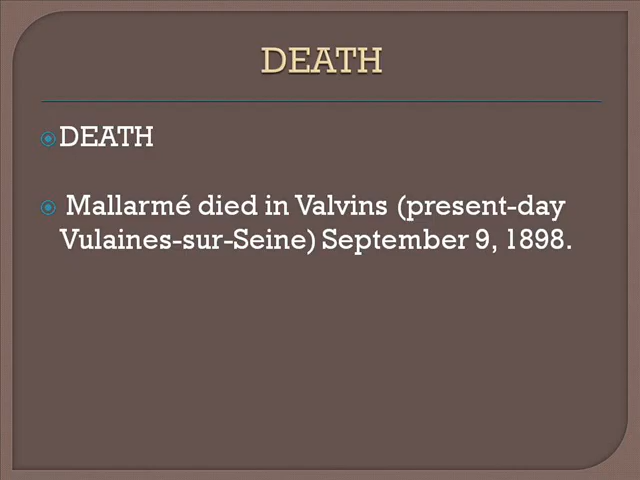 DEATH
DEATH
Mallarmé died in Valvins (present-day
Vulaines-sur-Seine) September 9, 1898.